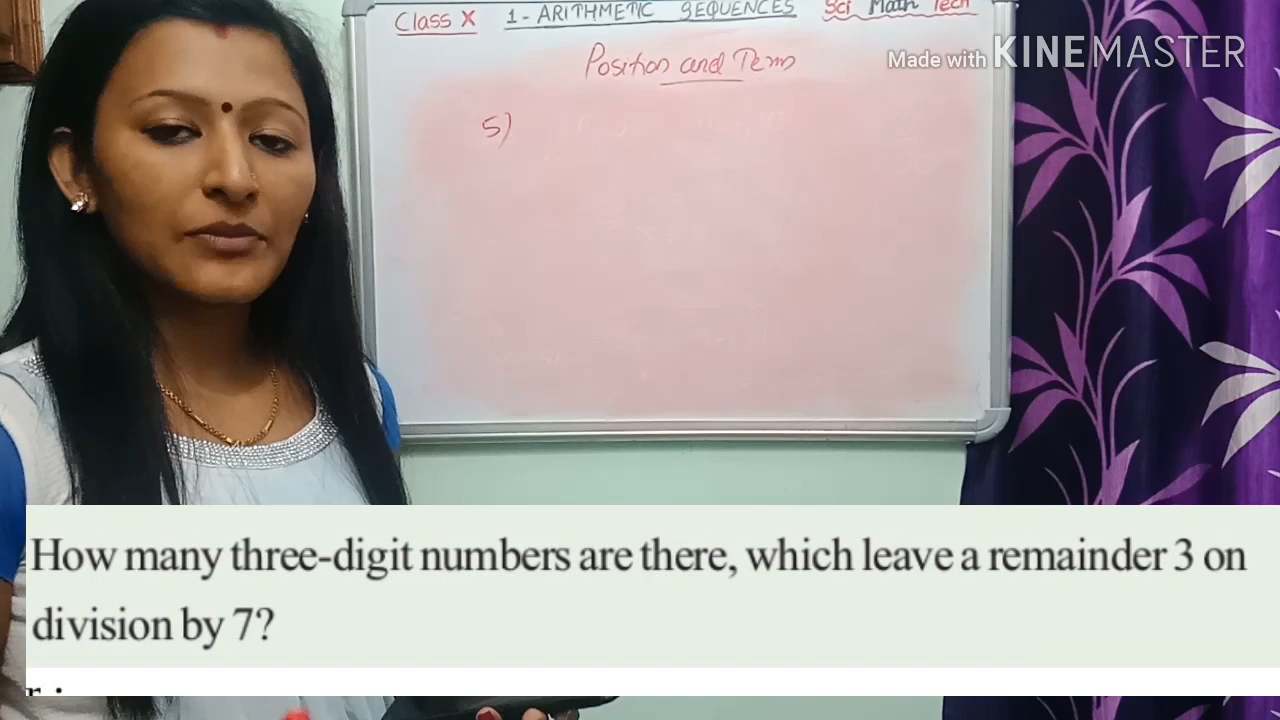 Class X 1 - ARITHMETIC SEQUENCES Sci Math Tech
Position and Term
Made with KINEMASTER
5)
How many three-digit numbers are there, which leave a remainder 3 on
division by 7?